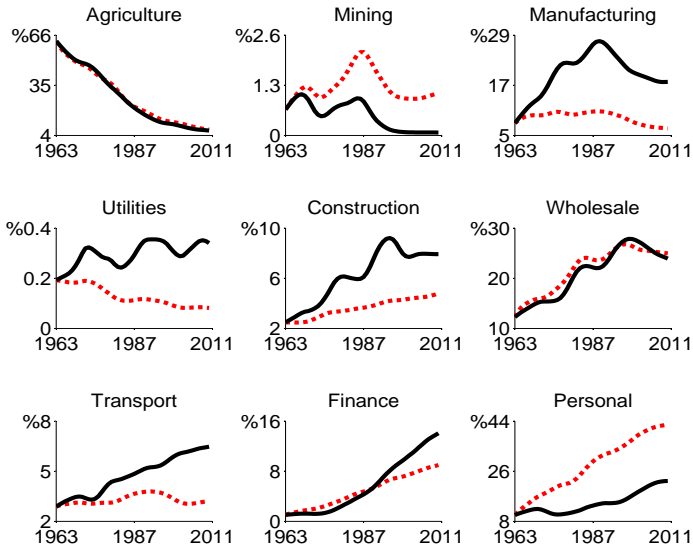 Agriculture Mining Manufacturing
%66 %2.6 %29
35 1.3 17
4 0 5
1963 1987 2011 1963 1987 2011 1963 1987 2011
Utilities Construction Wholesale
%0.4 %10 %30
0.2 6 20
0 2 10
1963 1987 2011 1963 1987 2011 1963 1987 2011
Transport Finance Personal
%8 %16 %44
5 8 26
2 0 8
1963 1987 2011 1963 1987 2011 1963 1987 2011